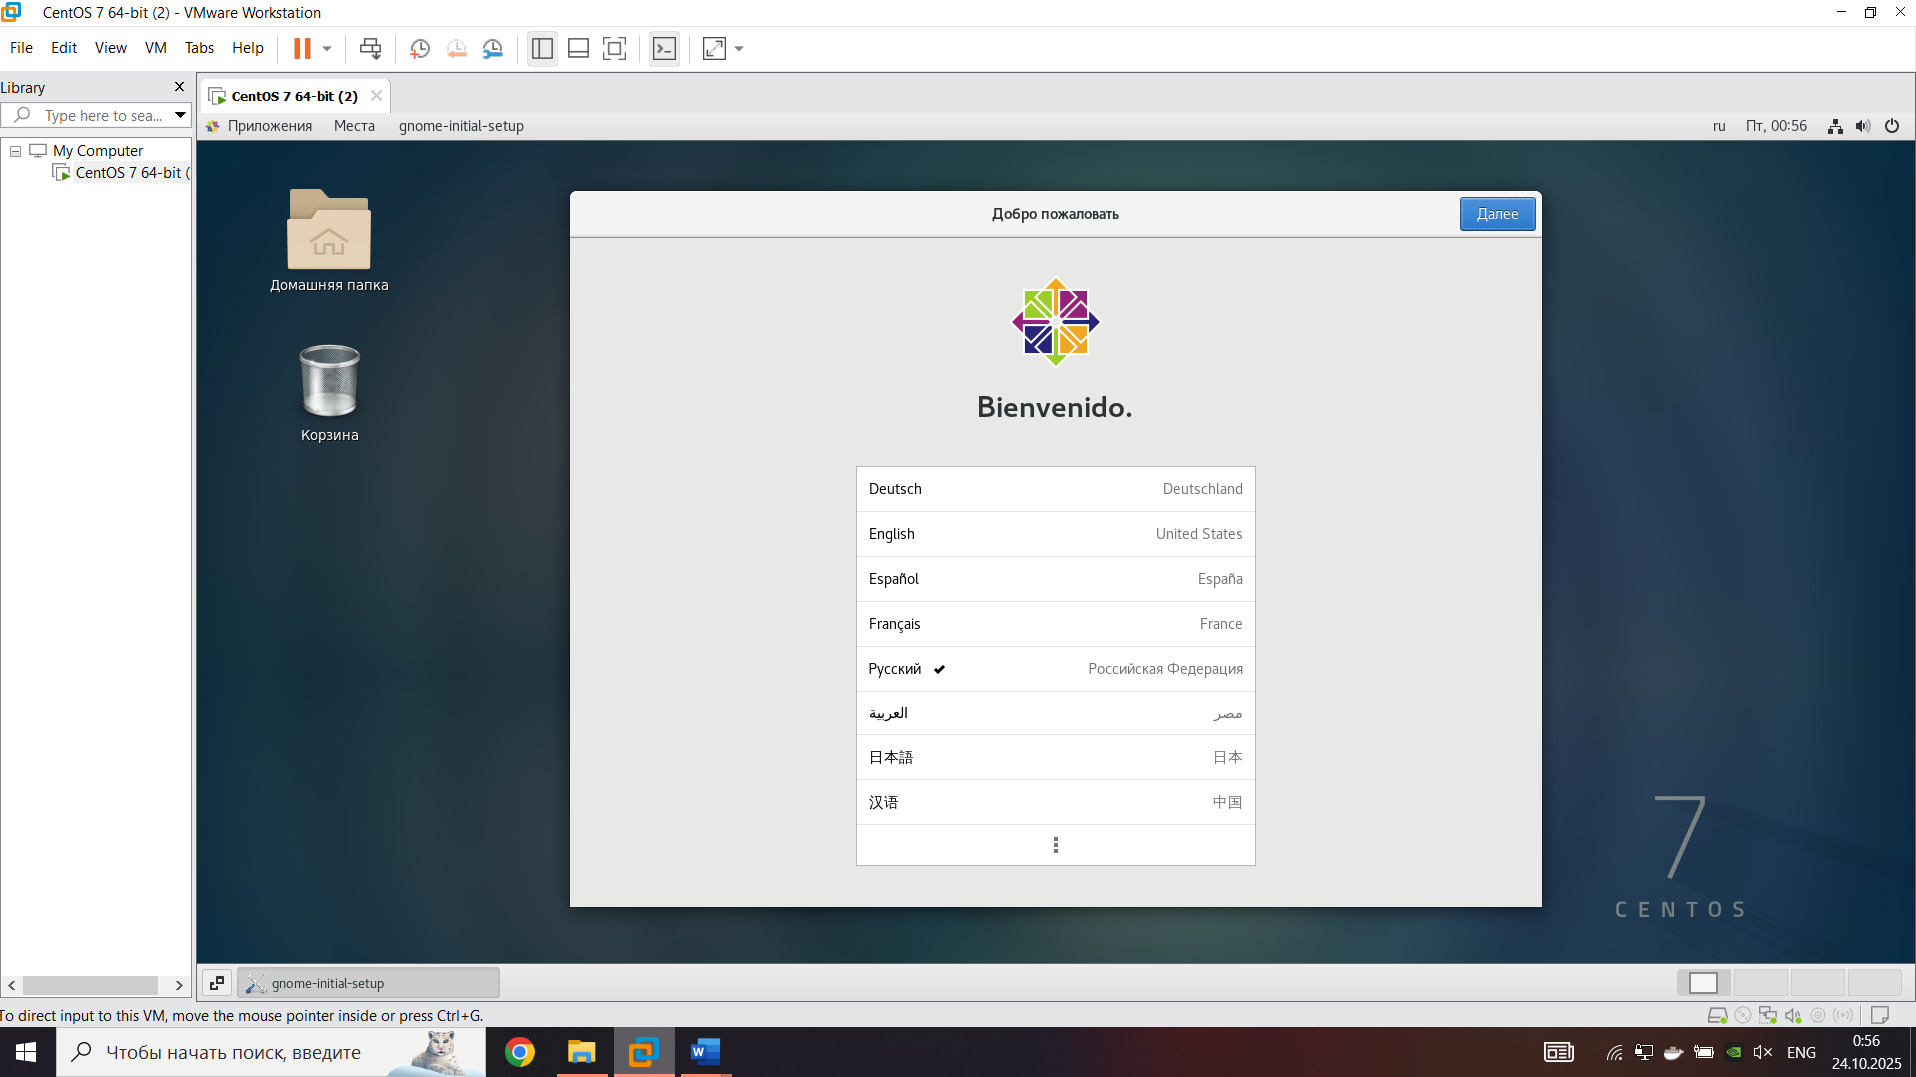 CentOS 7 64-bit (2) - VMware Workstation
File Edit View VM Tabs Help
Library
Type here to sea...
My Computer
CentOS 7 64-bit (
CentOS 7 64-bit (2)
Приложения Места gnome-initial-setup ru Пт, 00:56
Домашняя папка
Корзина
Добро пожаловать
Далее
Bienvenido.
Deutsch Deutschland
English United States
Español España
Français France
Русский Российская Федерация
العربية مصر
日本語 日本
汉语 中国
7
CENTOS
gnome-initial-setup
To direct input to this VM, move the mouse pointer inside or press Ctrl+G.
Чтобы начать поиск, введите
ENG
0:56
24.10.2025